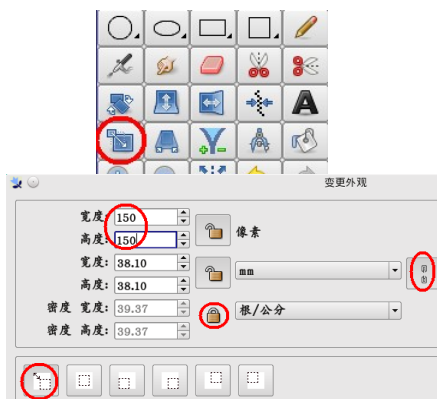 A
变更外观
宽度: 150
高度: 150
像素
宽度: 38.10
高度: 38.10
mm
密度 宽度: 39.37
密度 高度: 39.37
根/公分